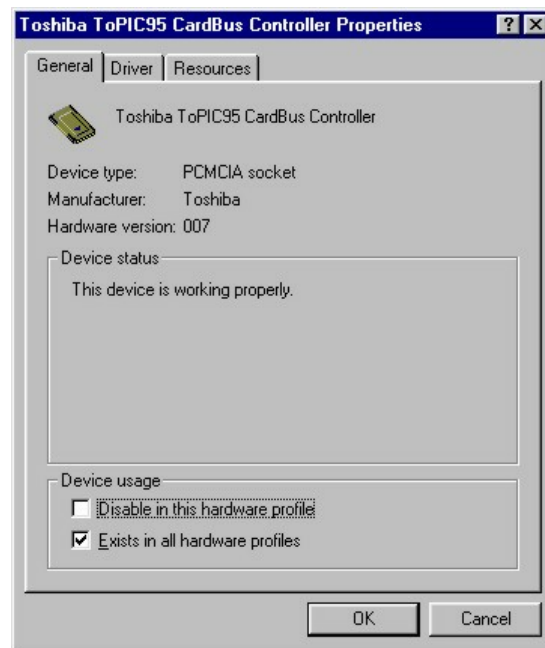 Toshiba ToPIC95 CardBus Controller Properties
General Driver Resources
Toshiba ToPIC95 CardBus Controller
Device type: PCMCIA socket
Manufacturer: Toshiba
Hardware version: 007
Device status
This device is working properly.
Device usage
Disable in this hardware profile
Exists in all hardware profiles
OK Cancel